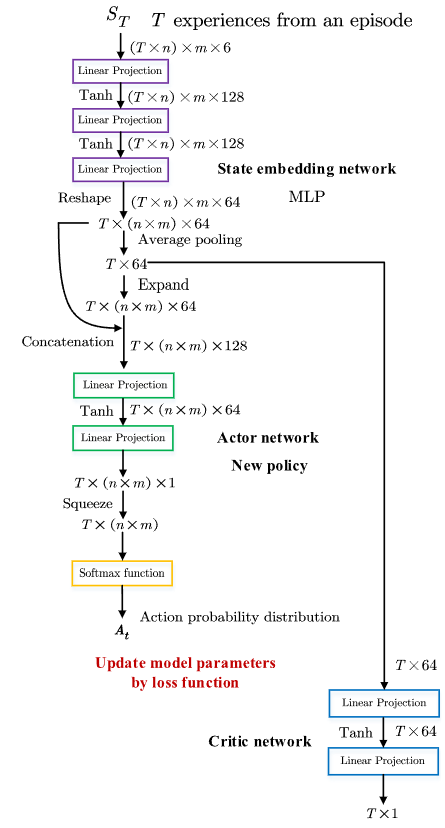 S_T T experiences from an episode
(T×n)×m×6
Linear Projection
Tanh (T×n)×m×128
Linear Projection
Tanh (T×n)×m×128
Linear Projection
State embedding network
Reshape (T×n)×m×64
MLP
T×(n×m)×64
Average pooling
T×64
Expand
T×(n×m)×64
Concatenation T×(n×m)×128
Linear Projection
Tanh T×(n×m)×64
Linear Projection
Actor network
New policy
T×(n×m)×1
Squeeze
T×(n×m)
Softmax function
Action probability distribution
A_t
Update model parameters
by loss function
T×64
Linear Projection
Tanh T×64
Critic network
Linear Projection
T×1